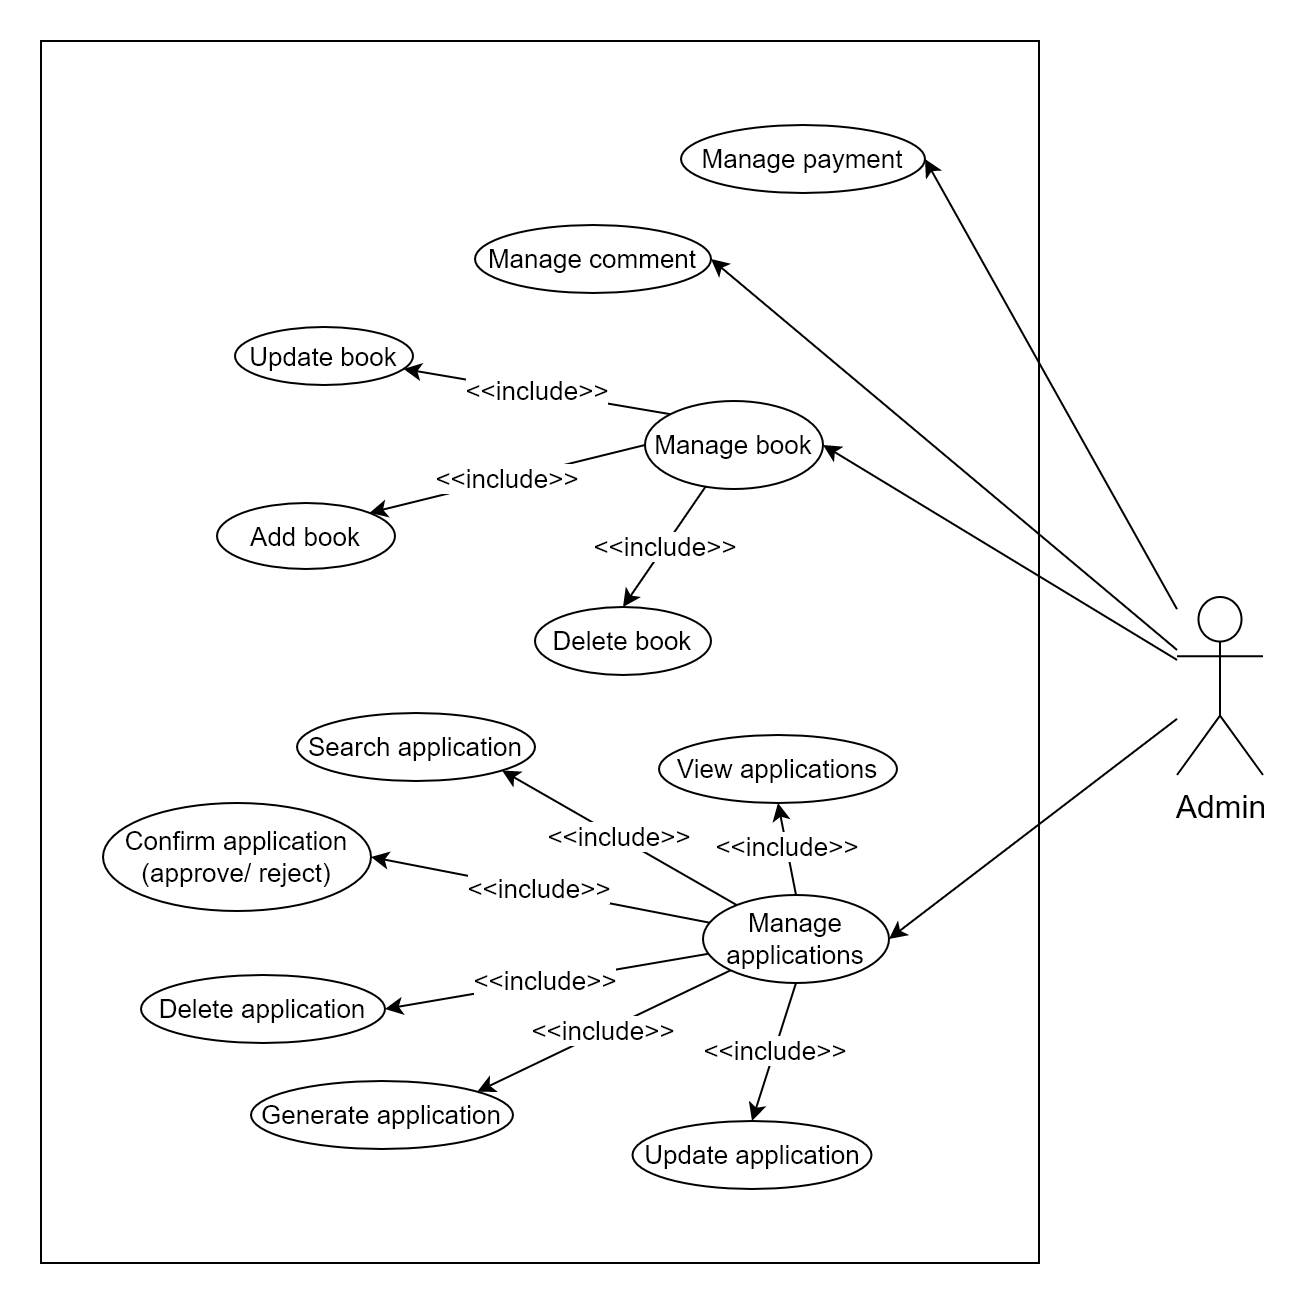 Manage payment
Manage comment
Update book
<<include>>
Manage book
<<include>>
Add book
<<include>>
Delete book
Search application
View applications
<<include>>
<<include>>
Confirm application
(approve/ reject)
<<include>>
Manage
applications
Admin
<<include>>
Delete application
<<include>>
<<include>>
Generate application
Update application